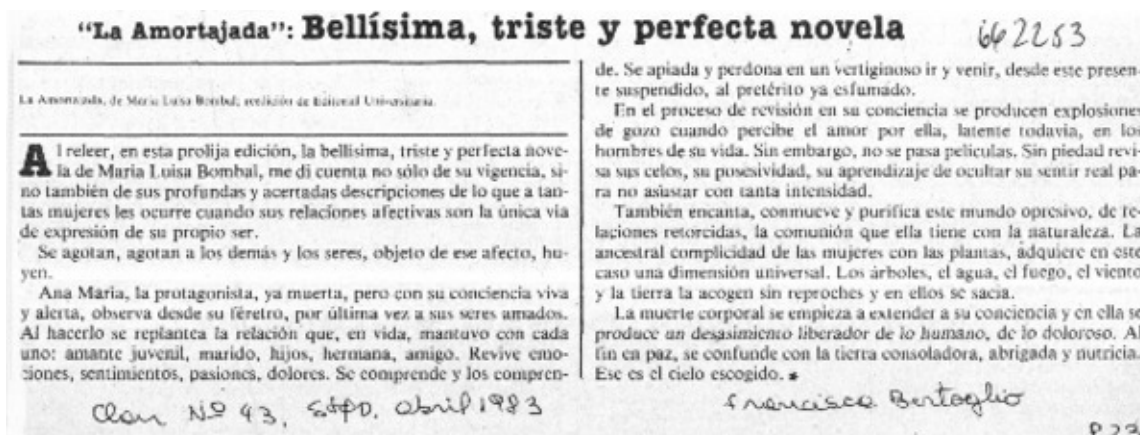 "La Amortajada": Bellísima, triste y perfecta novela
662253
La Amortajada, de María Luisa Bombal, reedición de Editorial Universitaria.
Al releer, en esta prolija edición, la bellísima, triste y perfecta nove-
la de María Luisa Bombal, me di cuenta no sólo de su vigencia, si-
no también de sus profundas y acertadas descripciones de lo que a tan-
tas mujeres les ocurre cuando sus relaciones afectivas son la única vía
de expresión de su propio ser.
Se agotan, agotan a los demás y los seres, objeto de ese afecto, hu-
yen.
Ana María, la protagonista, ya muerta, pero con su conciencia viva
y alerta, observa desde su féretro, por última vez a sus seres amados.
Al hacerlo se replantea la relación que, en vida, mantuvo con cada
uno: amante juvenil, marido, hijos, hermana, amigo. Revive emo-
ciones, sentimientos, pasiones, dolores. Se comprende y los compren-
de. Se apiada y perdona en un vertiginoso ir y venir, desde este presen-
te suspendido, al pretérito ya esfumado.
En el proceso de revisión en su conciencia se producen explosiones
de gozo cuando percibe el amor por ella, latente todavía, en los
hombres de su vida. Sin embargo, no se pasa películas. Sin piedad revi-
sa sus celos, su posesividad, su aprendizaje de ocultar su sentir real pa-
ra no asustar con tanta intensidad.
También encanta, conmueve y purifica este mundo opresivo, de re-
laciones retorcidas, la comunión que ella tiene con la naturaleza. La
ancestral complicidad de las mujeres con las plantas, adquiere en este
caso una dimensión universal. Los árboles, el agua, el fuego, el viento
y la tierra la acogen sin reproches y en ellos se sacia.
La muerte corporal se empieza a extender a su conciencia y en ella se
produce un desasimiento liberador de lo humano, de lo doloroso. Al
fin en paz, se confunde con la tierra consoladora, abrigada y nutricia.
Ese es el cielo escogido.
Clan Nº 43, Stgo, abril 1983
Francisca Bertoglio
P.23